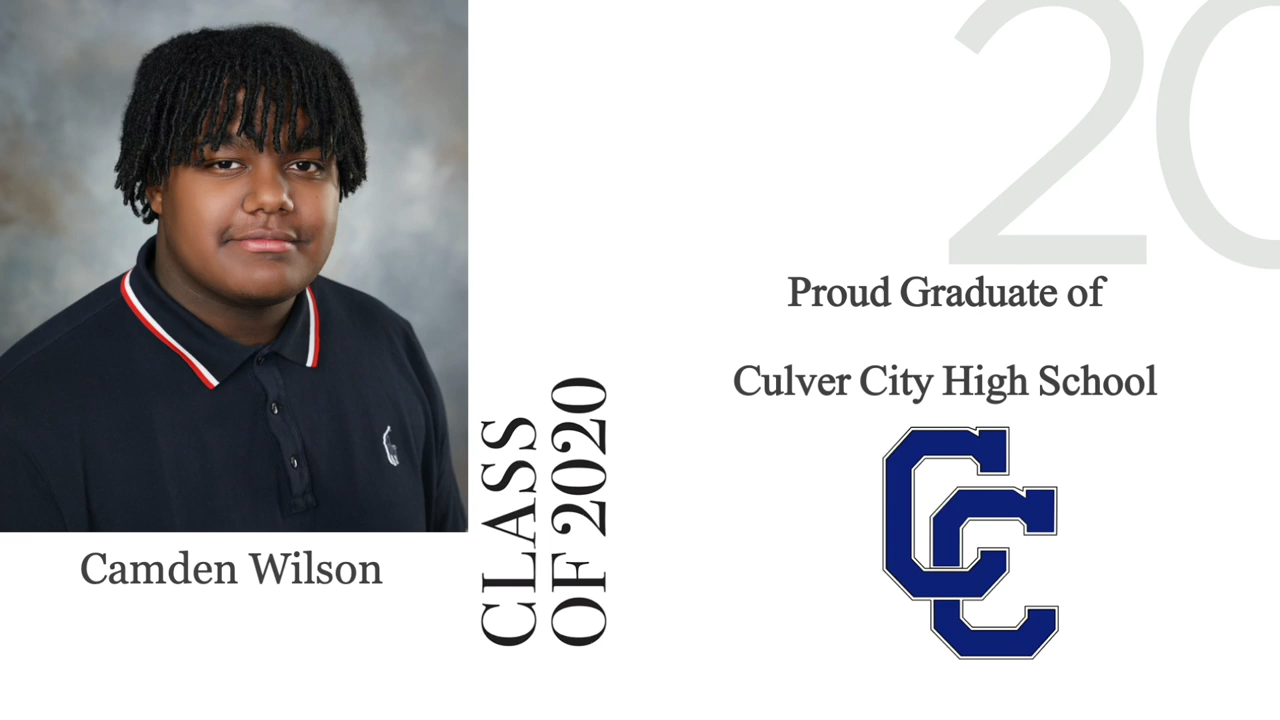 20
Proud Graduate of
Culver City High School
CC
CLASS
OF 2020
Camden Wilson